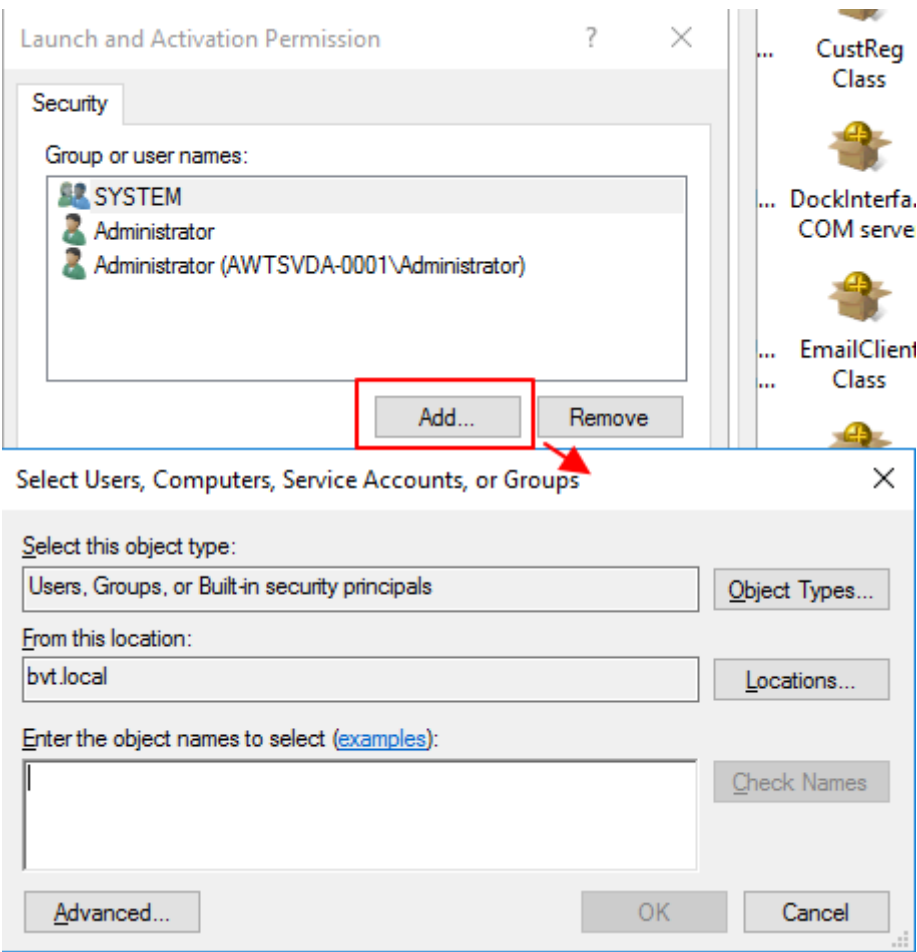 Launch and Activation Permission
Security
Group or user names:
SYSTEM
Administrator
Administrator (AWTSVDA-0001\Administrator)
Add...
Remove
...
CustReg
Class
... DockInterfa.
COM serve
... EmailClient
... Class
Select Users, Computers, Service Accounts, or Groups
Select this object type:
Users, Groups, or Built-in security principals
Object Types...
From this location:
bvt.local
Locations...
Enter the object names to select (examples):
Check Names
Advanced...
OK
Cancel